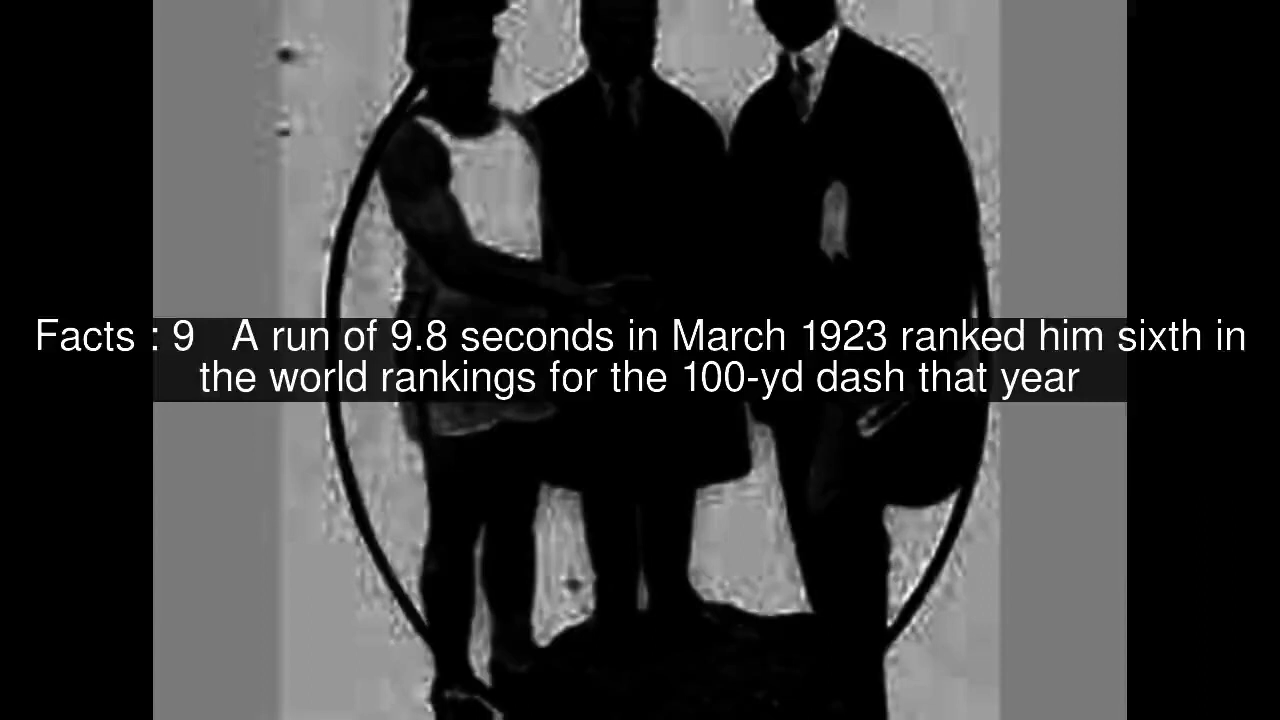 Facts : 9   A run of 9.8 seconds in March 1923 ranked him sixth in
the world rankings for the 100-yd dash that year